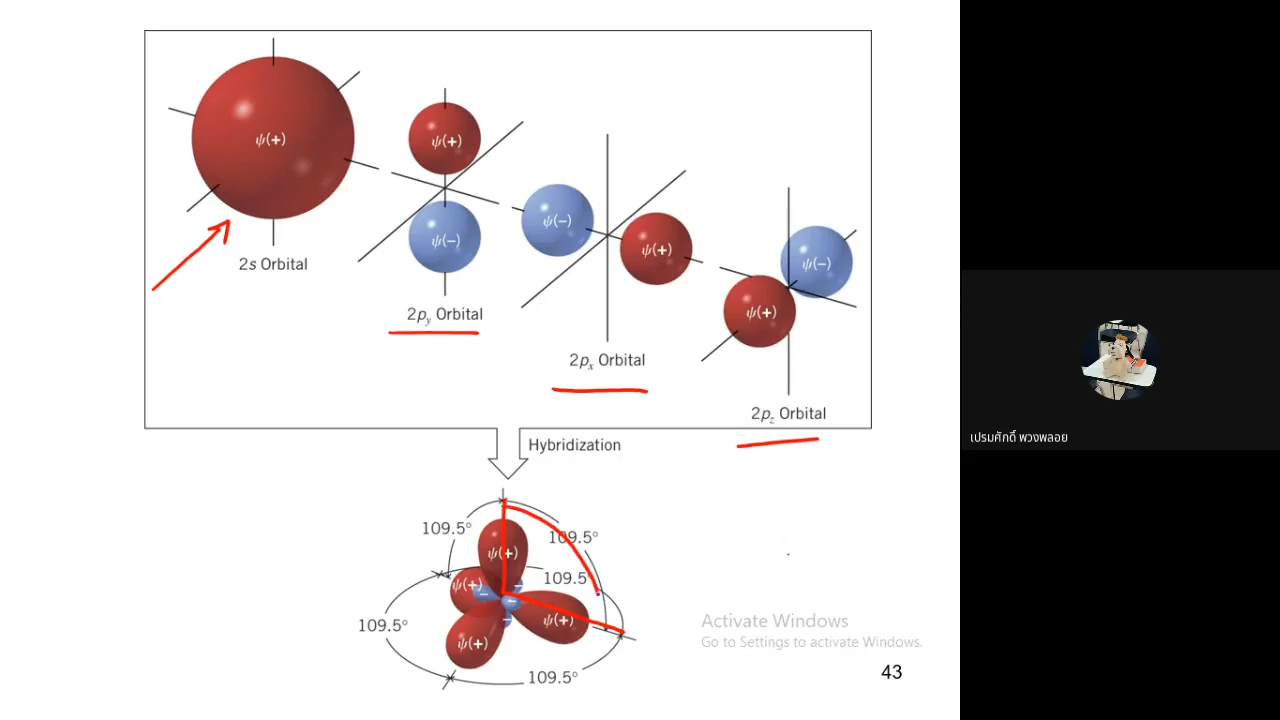 ψ(+)
2s Orbital
ψ(+)
ψ(−)
2py Orbital
ψ(−)
ψ(+)
2px Orbital
ψ(−)
ψ(+)
2pz Orbital
Hybridization
109.5°
109.5°
109.5°
109.5°
109.5°
ψ(+)
ψ(+)
ψ(+)
ψ(+)
−
−
−
−
Activate Windows
Go to Settings to activate Windows.
43
เปรมศักดิ์ พวงพลอย